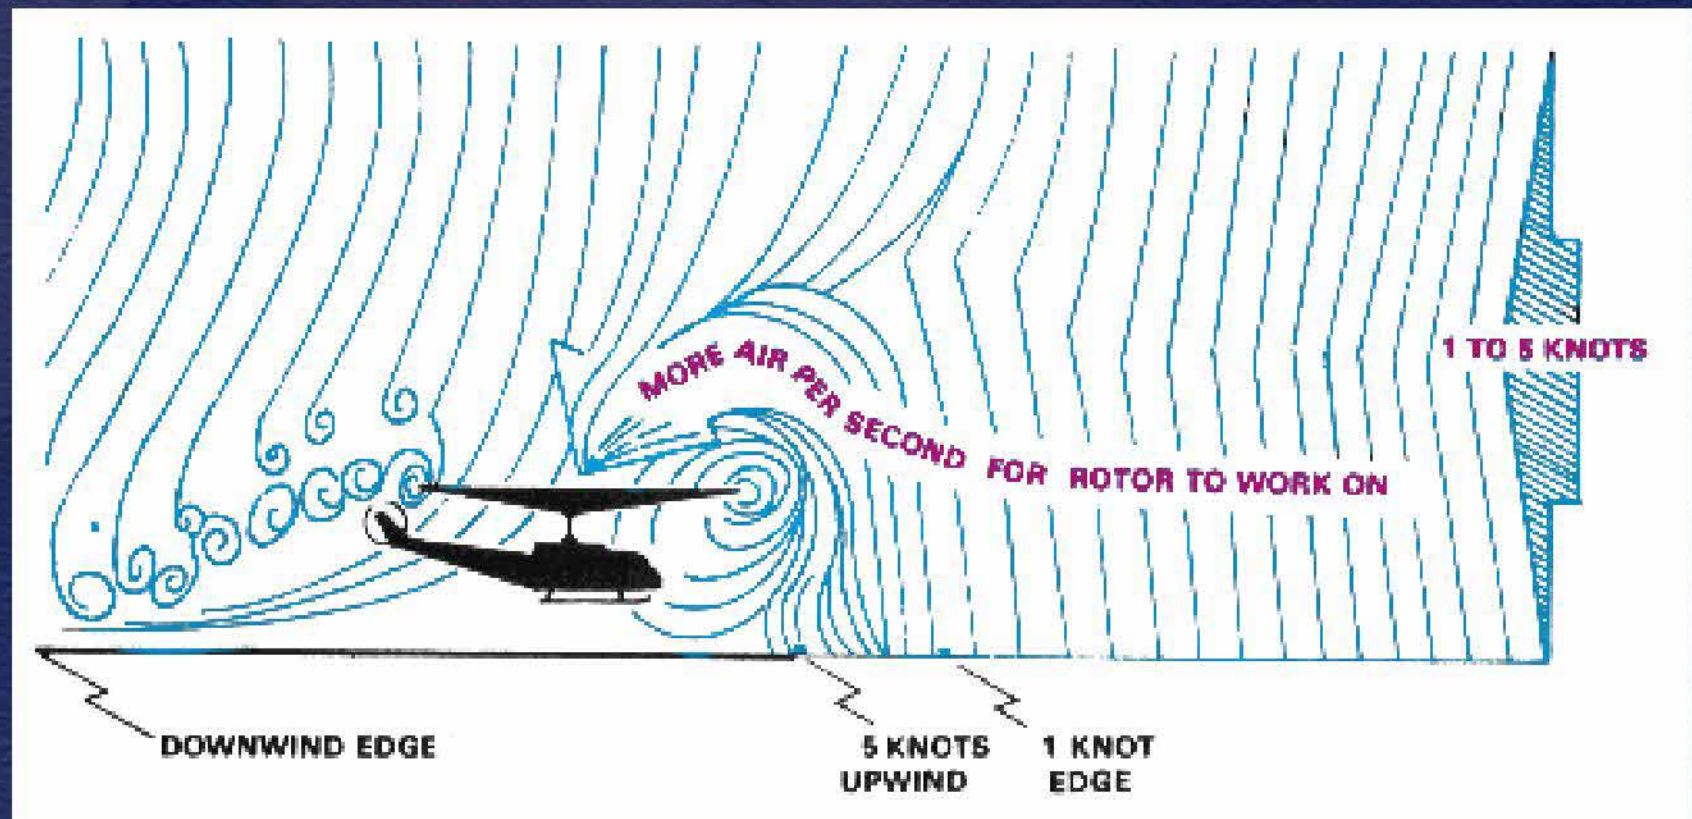 MORE AIR PER SECOND FOR ROTOR TO WORK ON
1 TO 5 KNOTS
DOWNWIND EDGE
5 KNOTS
UPWIND
1 KNOT
EDGE